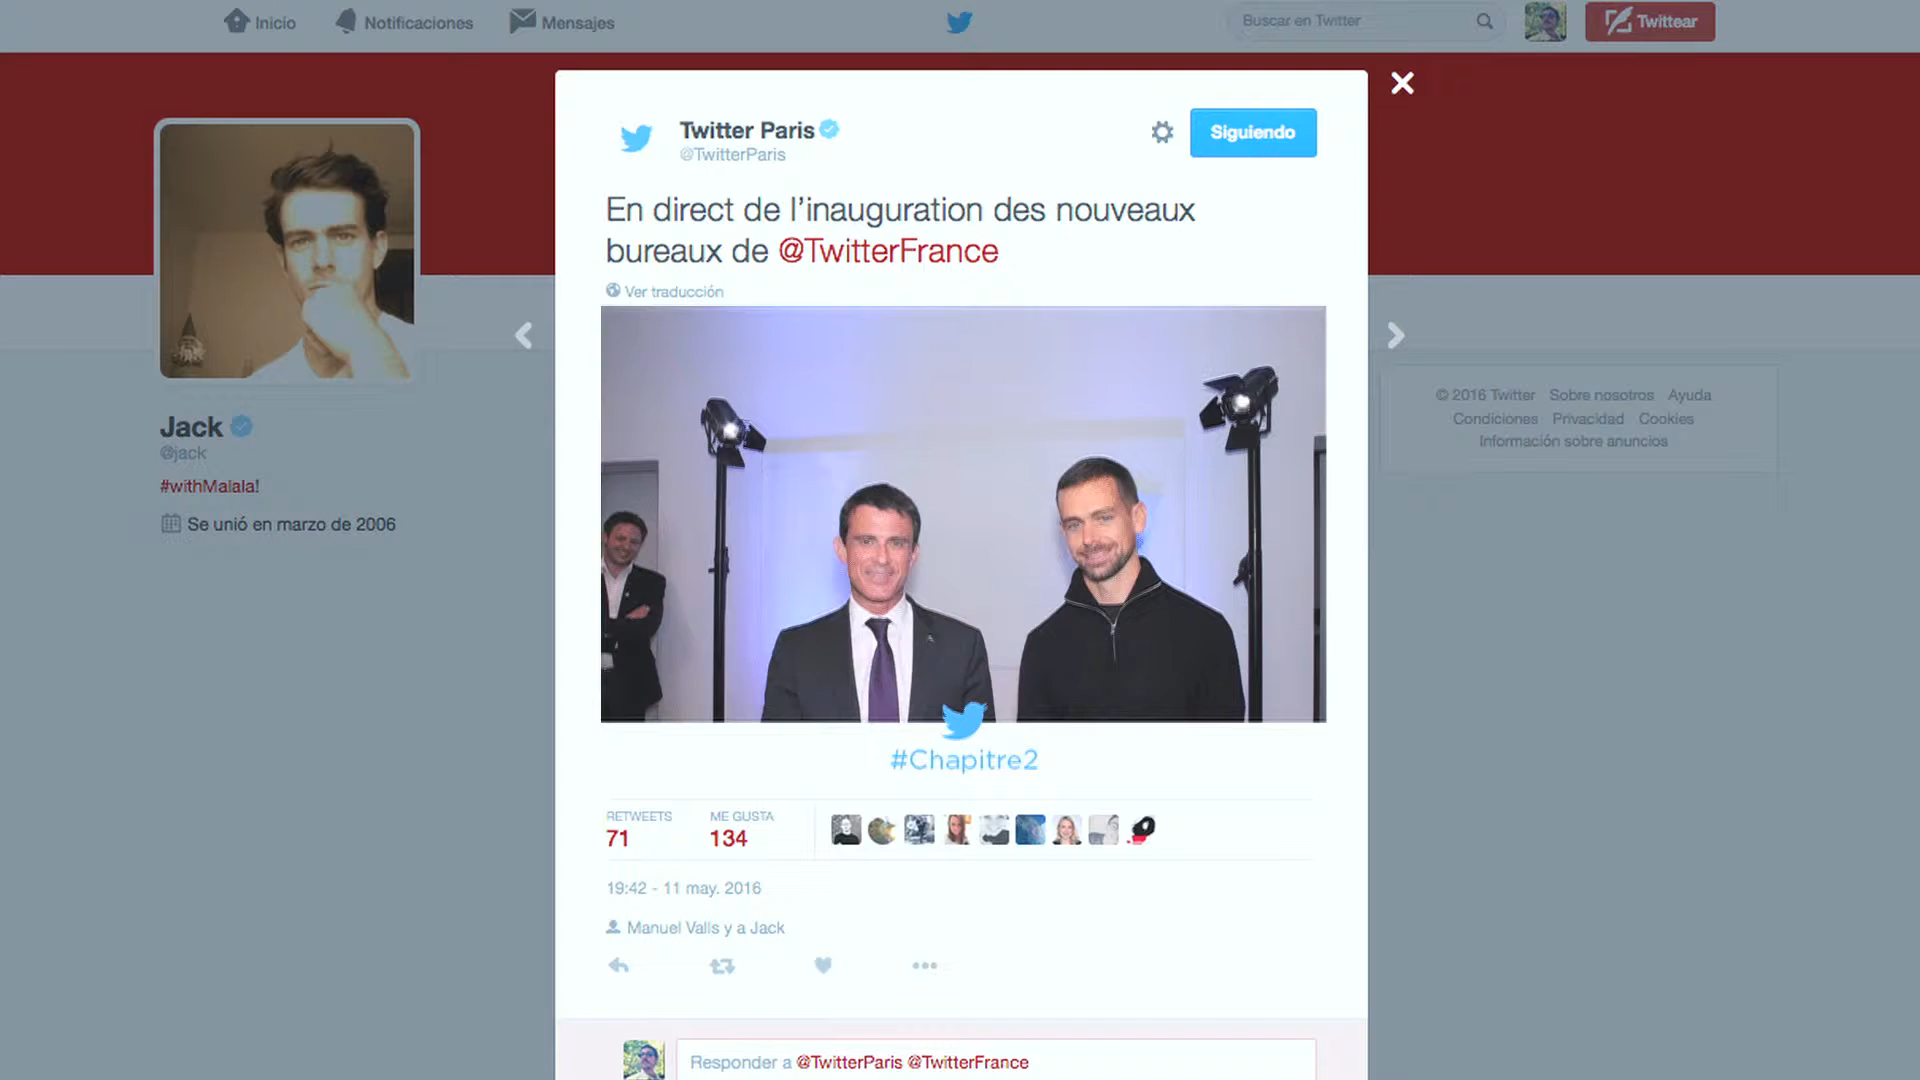 Inicio
Notificaciones
Mensajes
Buscar en Twitter
Twittear
Twitter Paris
@TwitterParis
Siguiendo
En direct de l'inauguration des nouveaux
bureaux de @TwitterFrance
Ver traducción
Jack
@jack
#withMalala!
Se unió en marzo de 2006
© 2016 Twitter Sobre nosotros Ayuda
Condiciones Privacidad Cookies
Información sobre anuncios
#Chapitre2
RETWEETS
71
ME GUSTA
134
19:42 - 11 may. 2016
Manuel Valls y a Jack
Responder a @TwitterParis @TwitterFrance